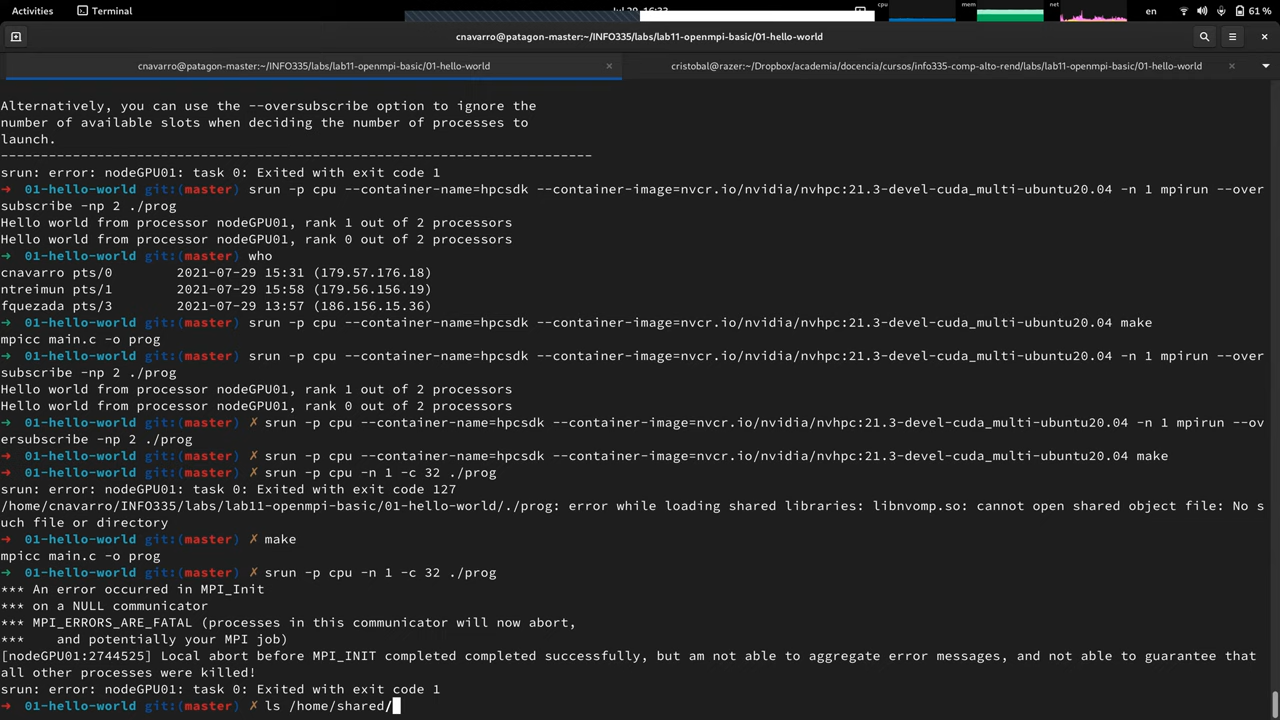 Activities Terminal cpu mem net en 61 %
cnavarro@patagon-master:~/INFO335/labs/lab11-openmpi-basic/01-hello-world
cnavarro@patagon-master:~/INFO335/labs/lab11-openmpi-basic/01-hello-world × cristobal@razer:~/Dropbox/academia/docencia/cursos/info335-comp-alto-rend/labs/lab11-openmpi-basic/01-hello-world ×
Alternatively, you can use the --oversubscribe option to ignore the
number of available slots when deciding the number of processes to
launch.
--------------------------------------------------------------------------
srun: error: nodeGPU01: task 0: Exited with exit code 1
➜  01-hello-world git:(master) srun -p cpu --container-name=hpcsdk --container-image=nvcr.io/nvidia/nvhpc:21.3-devel-cuda_multi-ubuntu20.04 -n 1 mpirun --over
subscribe -np 2 ./prog
Hello world from processor nodeGPU01, rank 1 out of 2 processors
Hello world from processor nodeGPU01, rank 0 out of 2 processors
➜  01-hello-world git:(master) who
cnavarro pts/0        2021-07-29 15:31 (179.57.176.18)
ntreimun pts/1        2021-07-29 15:58 (179.56.156.19)
fquezada pts/3        2021-07-29 13:57 (186.156.15.36)
➜  01-hello-world git:(master) srun -p cpu --container-name=hpcsdk --container-image=nvcr.io/nvidia/nvhpc:21.3-devel-cuda_multi-ubuntu20.04 make
mpicc main.c -o prog
➜  01-hello-world git:(master) srun -p cpu --container-name=hpcsdk --container-image=nvcr.io/nvidia/nvhpc:21.3-devel-cuda_multi-ubuntu20.04 -n 1 mpirun --over
subscribe -np 2 ./prog
Hello world from processor nodeGPU01, rank 1 out of 2 processors
Hello world from processor nodeGPU01, rank 0 out of 2 processors
➜  01-hello-world git:(master) ✗ srun -p cpu --container-name=hpcsdk --container-image=nvcr.io/nvidia/nvhpc:21.3-devel-cuda_multi-ubuntu20.04 -n 1 mpirun --ov
ersubscribe -np 2 ./prog
➜  01-hello-world git:(master) ✗ srun -p cpu --container-name=hpcsdk --container-image=nvcr.io/nvidia/nvhpc:21.3-devel-cuda_multi-ubuntu20.04 make
➜  01-hello-world git:(master) ✗ srun -p cpu -n 1 -c 32 ./prog
srun: error: nodeGPU01: task 0: Exited with exit code 127
/home/cnavarro/INFO335/labs/lab11-openmpi-basic/01-hello-world/./prog: error while loading shared libraries: libnvomp.so: cannot open shared object file: No s
uch file or directory
➜  01-hello-world git:(master) ✗ make
mpicc main.c -o prog
➜  01-hello-world git:(master) ✗ srun -p cpu -n 1 -c 32 ./prog
*** An error occurred in MPI_Init
*** on a NULL communicator
*** MPI_ERRORS_ARE_FATAL (processes in this communicator will now abort,
***    and potentially your MPI job)
[nodeGPU01:2744525] Local abort before MPI_INIT completed completed successfully, but am not able to aggregate error messages, and not able to guarantee that
all other processes were killed!
srun: error: nodeGPU01: task 0: Exited with exit code 1
➜  01-hello-world git:(master) ✗ ls /home/shared/